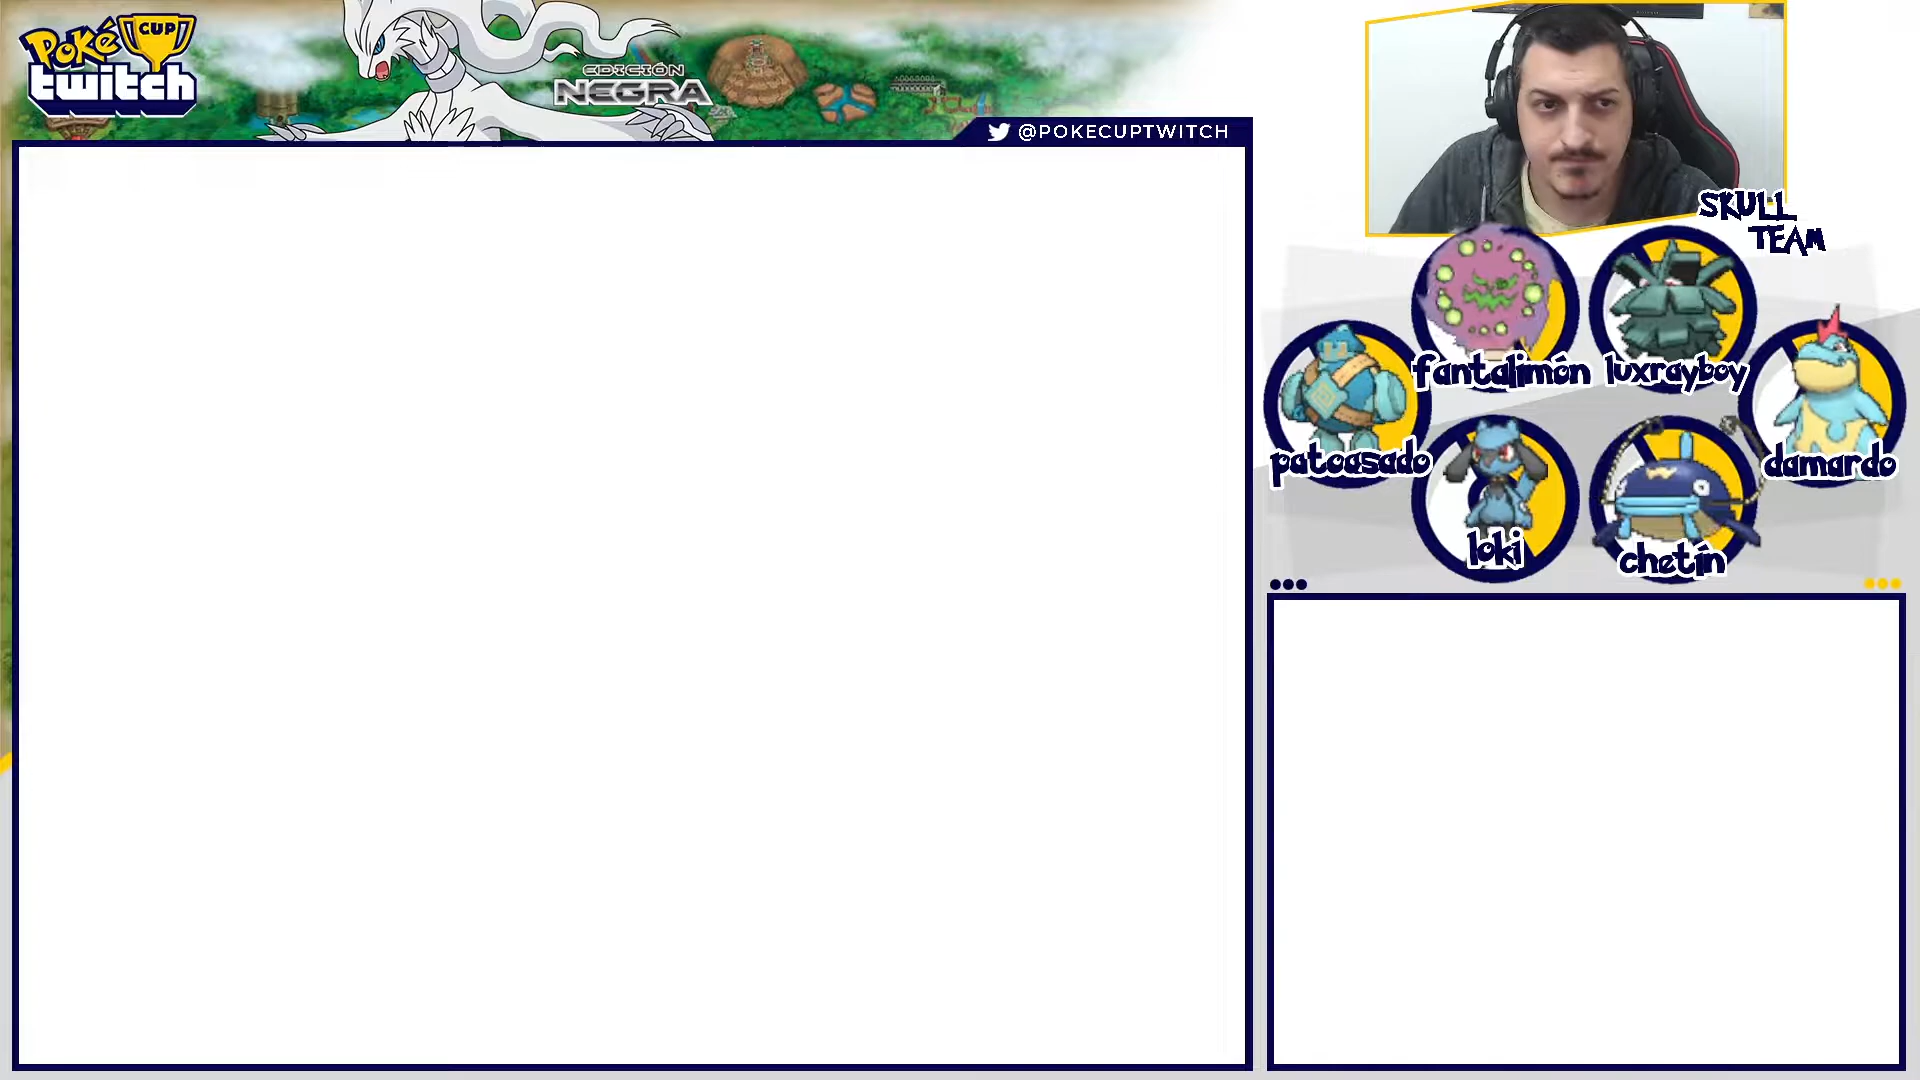 Poké
CUP
twitch
EDICIÓN
NEGRA
@POKECUPTWITCH
SKULL
TEAM
fantalimón
luxrayboy
patoasado
damardo
loki
chetín